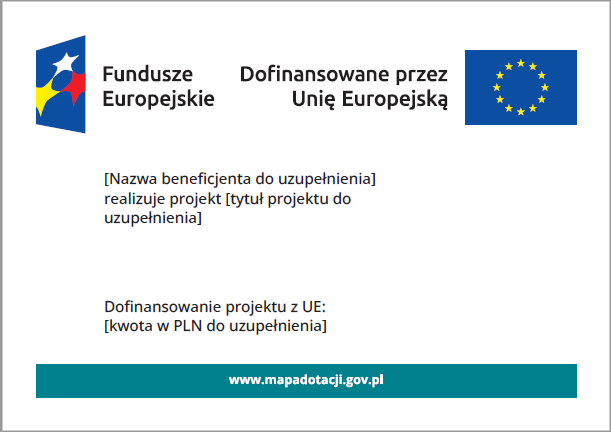 Fundusze
Europejskie
Dofinansowane przez
Unię Europejską
[Nazwa beneficjenta do uzupełnienia]
realizuje projekt [tytuł projektu do
uzupełnienia]
Dofinansowanie projektu z UE:
[kwota w PLN do uzupełnienia]
www.mapadotacji.gov.pl